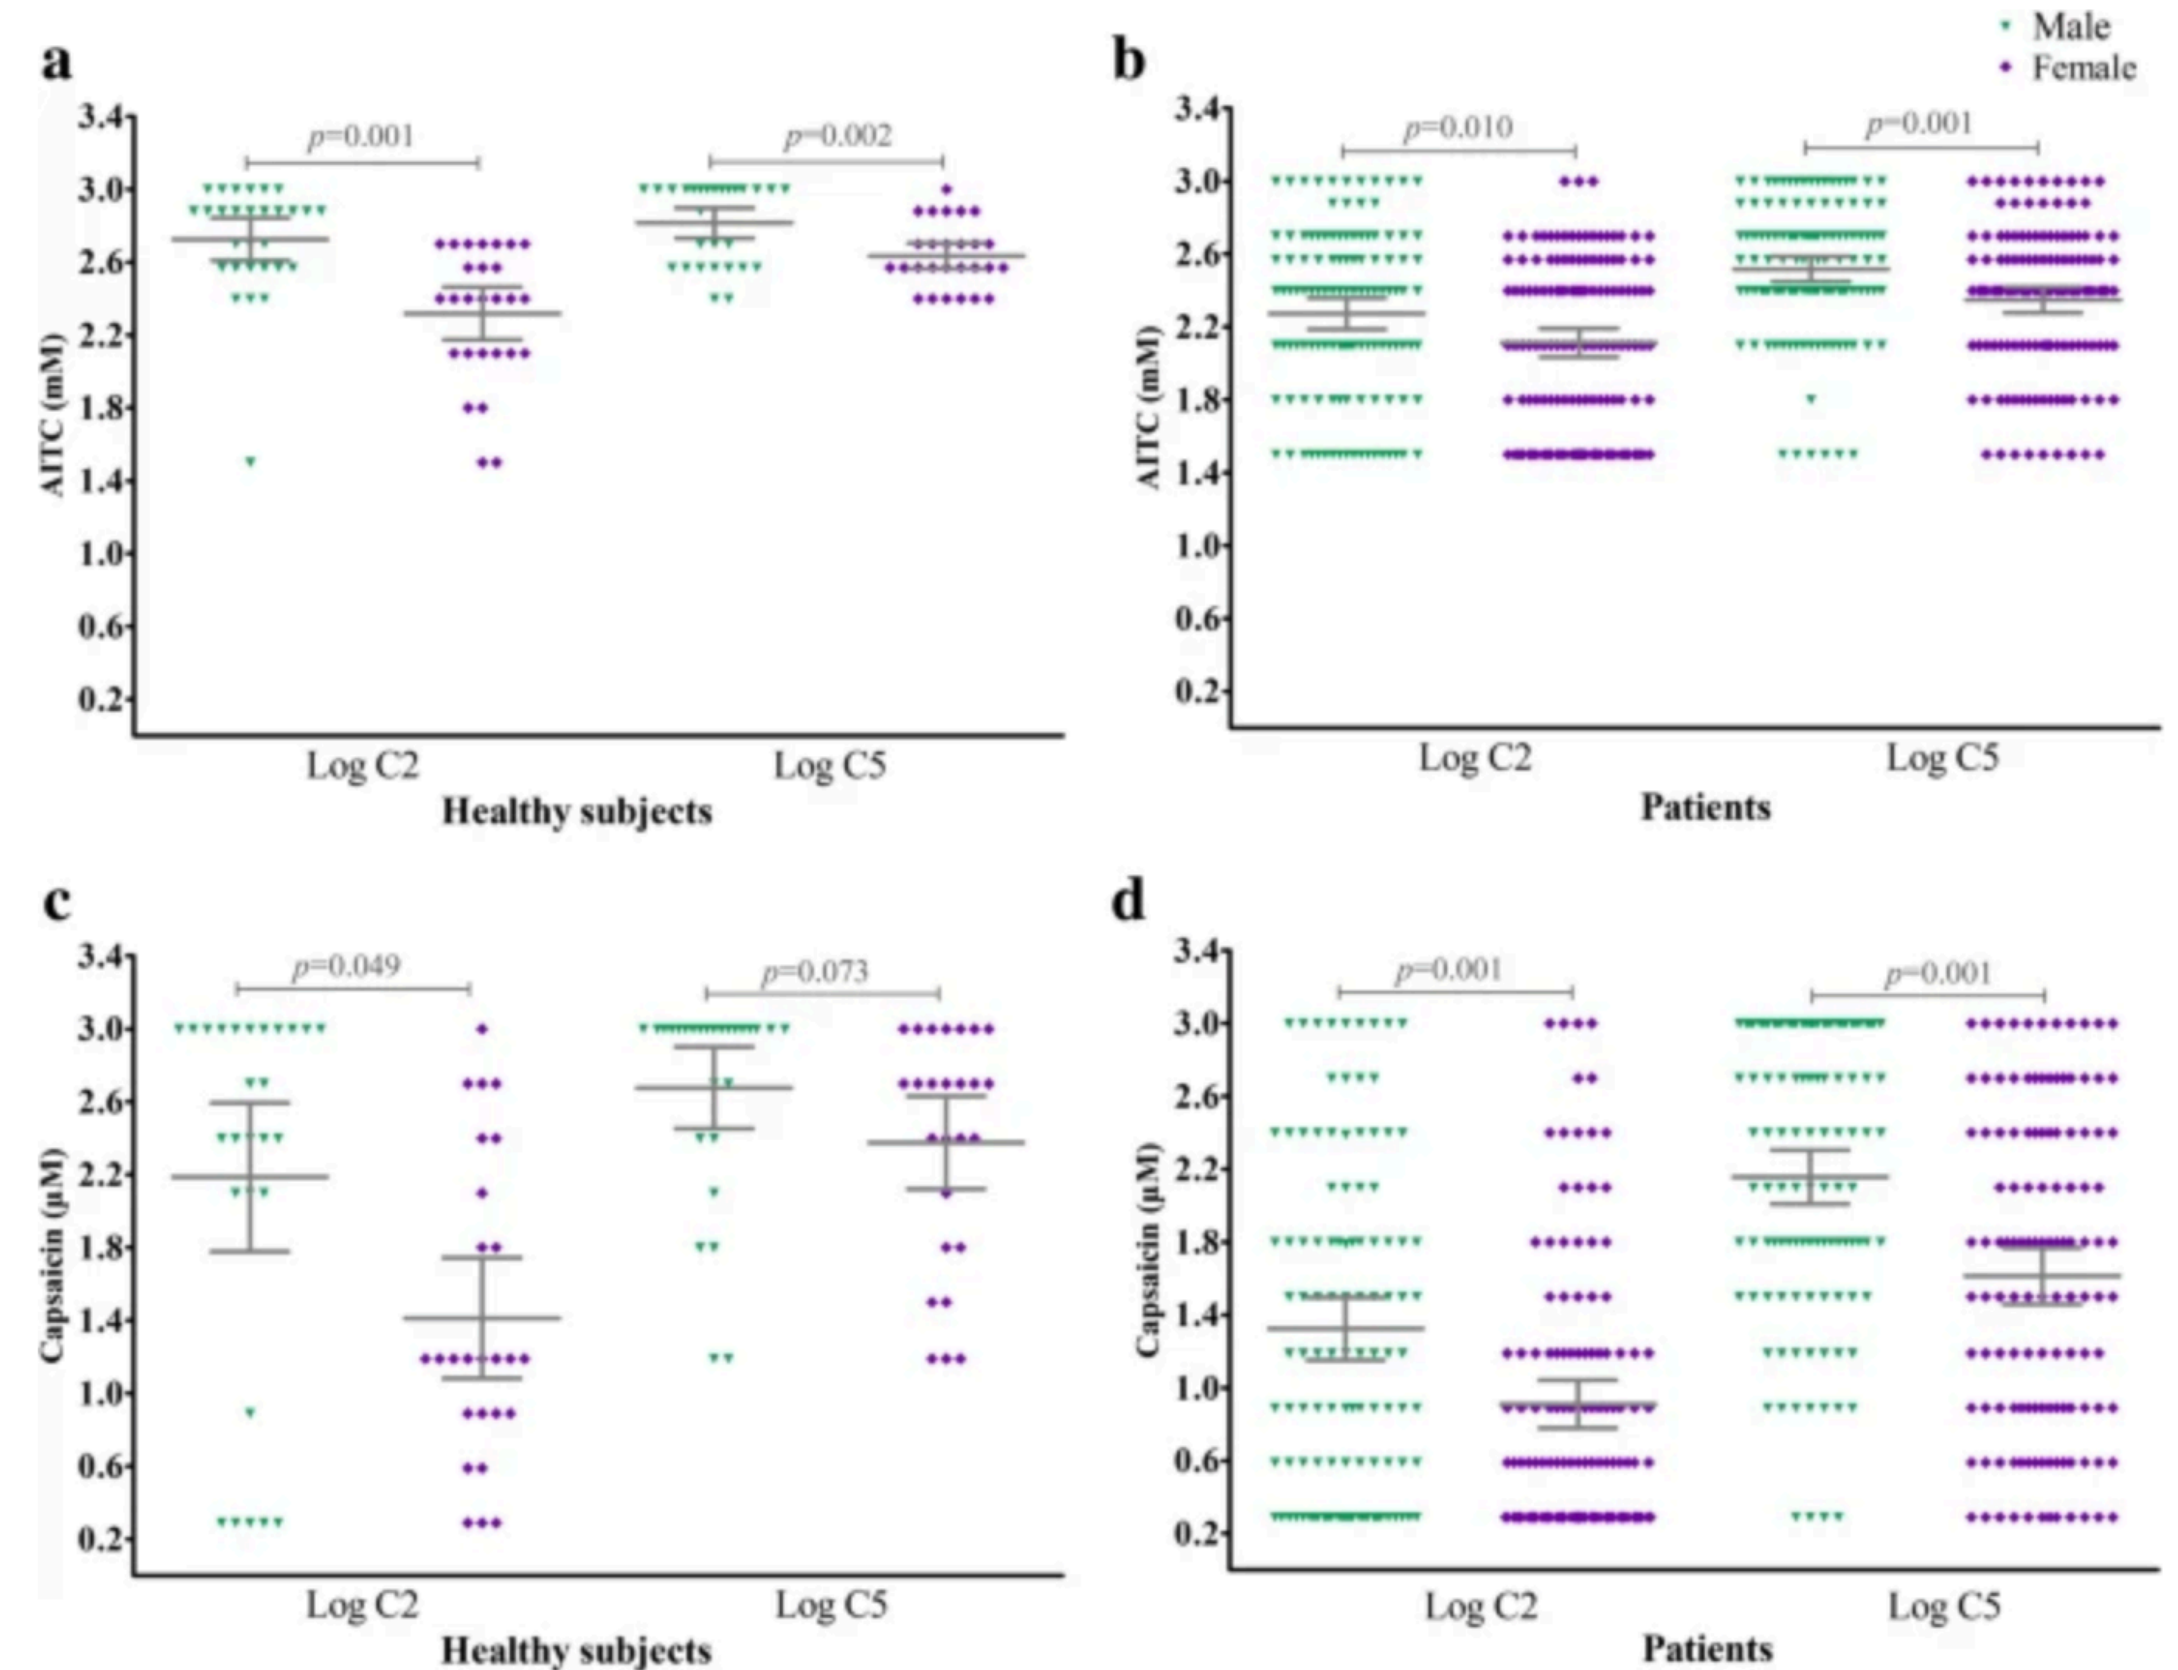 Male
Female
a
3.4
3.0
2.6
2.2
1.8
1.4
1.0
0.6
0.2
AITC (mM)
p=0.001
p=0.002
Log C2
Log C5
Healthy subjects
b
3.4
3.0
2.6
2.2
1.8
1.4
1.0
0.6
0.2
AITC (mM)
p=0.010
p=0.001
Log C2
Log C5
Patients
c
3.4
3.0
2.6
2.2
1.8
1.4
1.0
0.6
0.2
Capsaicin (µM)
p=0.049
p=0.073
Log C2
Log C5
Healthy subjects
d
3.4
3.0
2.6
2.2
1.8
1.4
1.0
0.6
0.2
Capsaicin (µM)
p=0.001
p=0.001
Log C2
Log C5
Patients